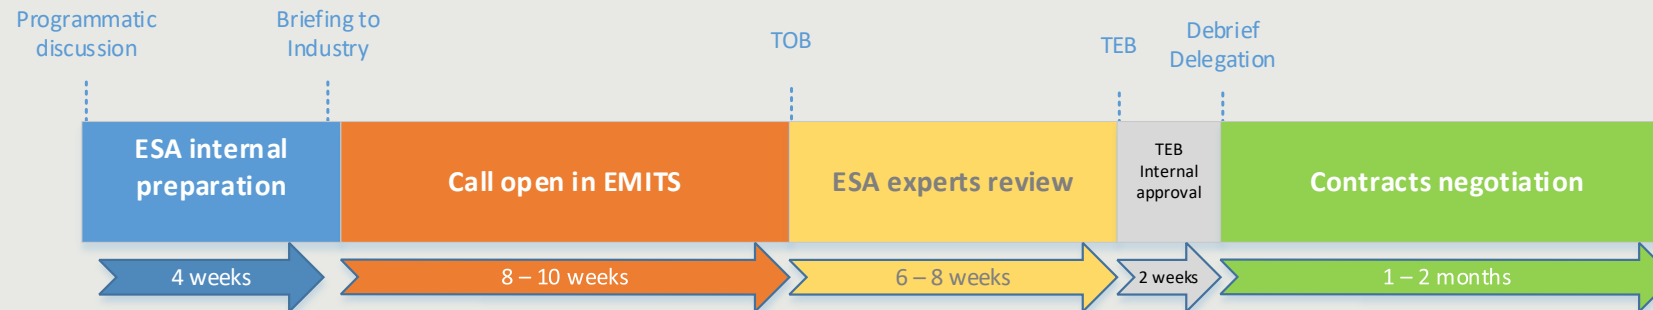 Programmatic
discussion
Briefing to
Industry
TOB
TEB
Debrief
Delegation
ESA internal
preparation
Call open in EMITS
ESA experts review
TEB
Internal
approval
Contracts negotiation
4 weeks
8 – 10 weeks
6 – 8 weeks
2 weeks
1 – 2 months